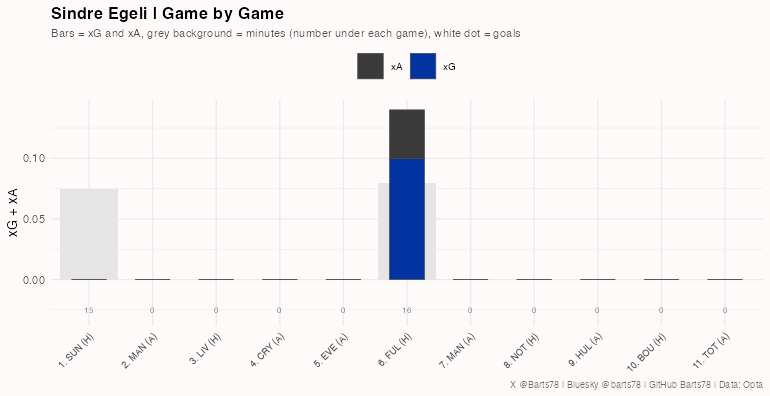 Sindre Egeli | Game by Game
Bars = xG and xA, grey background = minutes (number under each game), white dot = goals
xA xG
xG + xA
0.10
0.05
0.00
15 0 0 0 0 16 0 0 0 0 0
1. SUN (H) 2. MAN (A) 3. LIV (H) 4. CRY (A) 5. EVE (A) 6. FUL (H) 7. MAN (A) 8. NOT (H) 9. HUL (A) 10. BOU (H) 11. TOT (A)
X @Barts78 | Bluesky @barts78 | GitHub Barts78 | Data: Opta